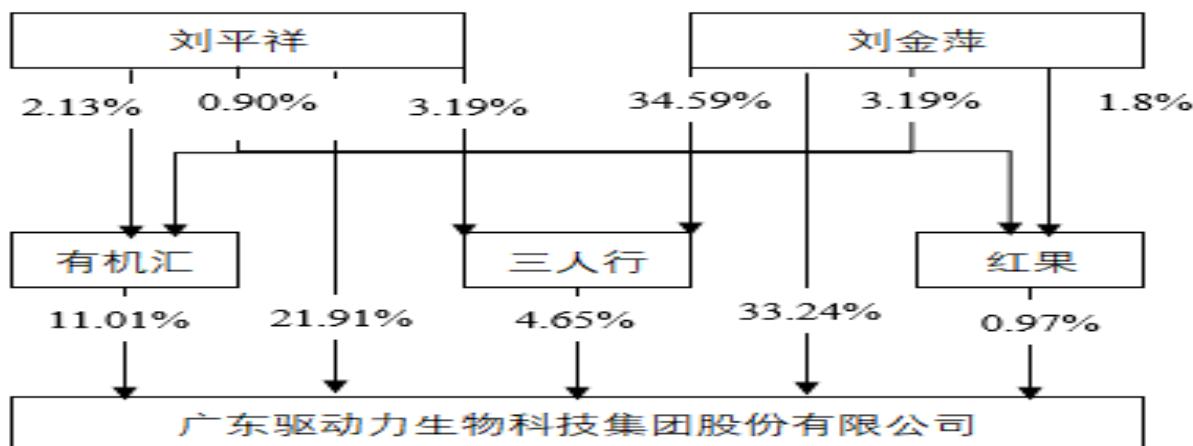 刘平祥 刘金萍
2.13% 0.90% 3.19% 34.59% 3.19% 1.8%
有机汇 三人行 红果
11.01% 21.91% 4.65% 33.24% 0.97%
广东驱动力生物科技集团股份有限公司